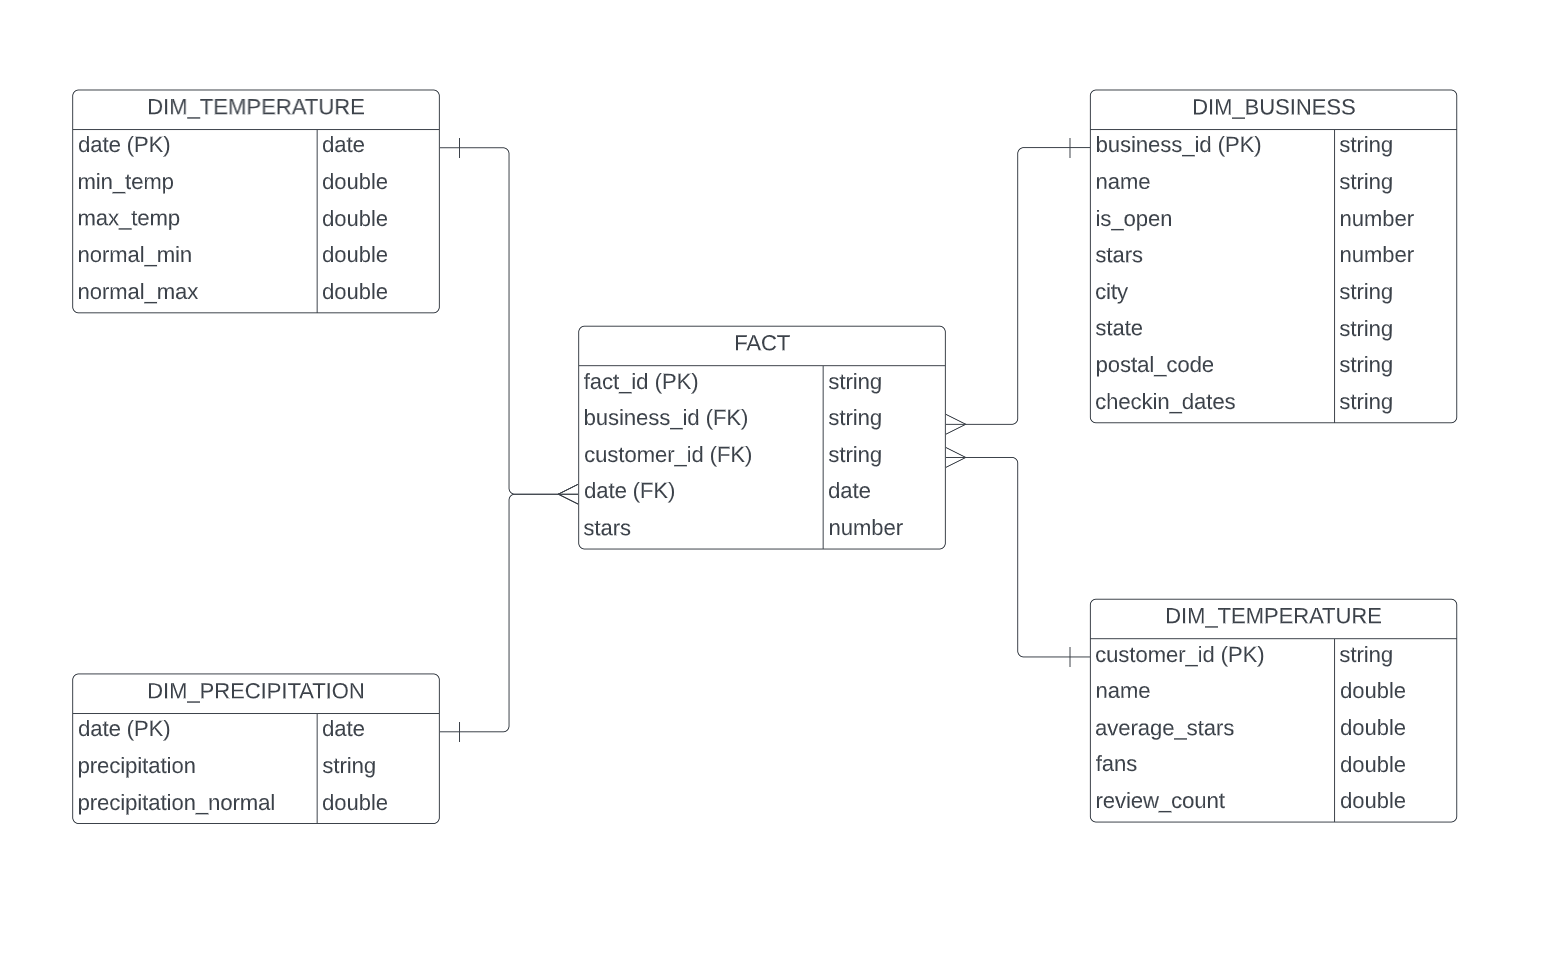 DIM_TEMPERATURE
date (PK) date
min_temp double
max_temp double
normal_min double
normal_max double
DIM_PRECIPITATION
date (PK) date
precipitation string
precipitation_normal double
FACT
fact_id (PK) string
business_id (FK) string
customer_id (FK) string
date (FK) date
stars number
DIM_BUSINESS
business_id (PK) string
name string
is_open number
stars number
city string
state string
postal_code string
checkin_dates string
DIM_TEMPERATURE
customer_id (PK) string
name double
average_stars double
fans double
review_count double